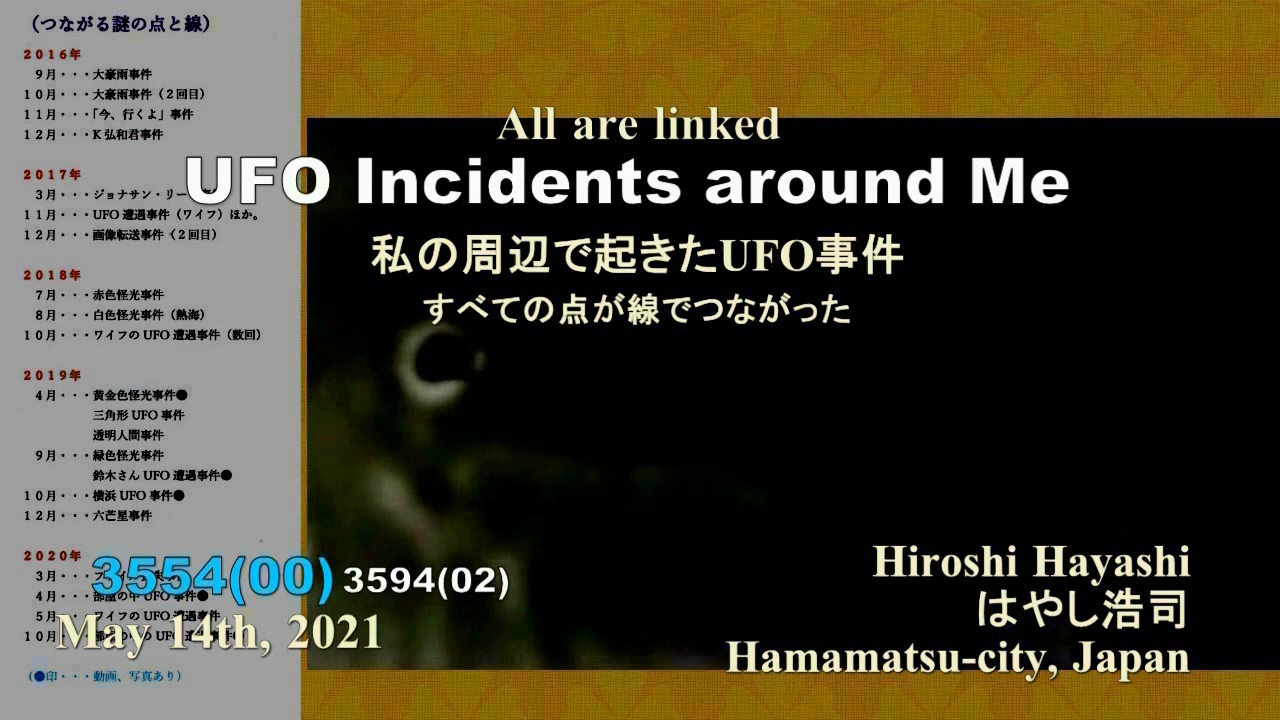 （つながる謎の点と線）
２０１６年
９月・・・大豪雨事件
１０月・・・大豪雨事件（２回目）
１１月・・・「今、行くよ」事件
１２月・・・K 弘和君事件
２０１７年
３月・・・ジョナサン・リー
１１月・・・UFO 遭遇事件（ワイフ）ほか。
１２月・・・画像転送事件（２回目）
２０１８年
７月・・・赤色怪光事件
８月・・・白色怪光事件（熱海）
１０月・・・ワイフの UFO 遭遇事件（数回）
２０１９年
４月・・・黄金色怪光事件●
三角形 UFO 事件
透明人間事件
９月・・・緑色怪光事件
鈴木さん UFO 遭遇事件●
１０月・・・横浜 UFO 事件●
１２月・・・六芒星事件
２０２０年
３月・・・
４月・・・部屋の中 UFO 事件●
５月・・・ワイフの UFO 遭遇事件
１０月
（●印・・・動画、写真あり）
All are linked
UFO Incidents around Me
私の周辺で起きたUFO事件
すべての点が線でつながった
3554(00) 3594(02)
May 14th, 2021
Hiroshi Hayashi
はやし浩司
Hamamatsu-city, Japan